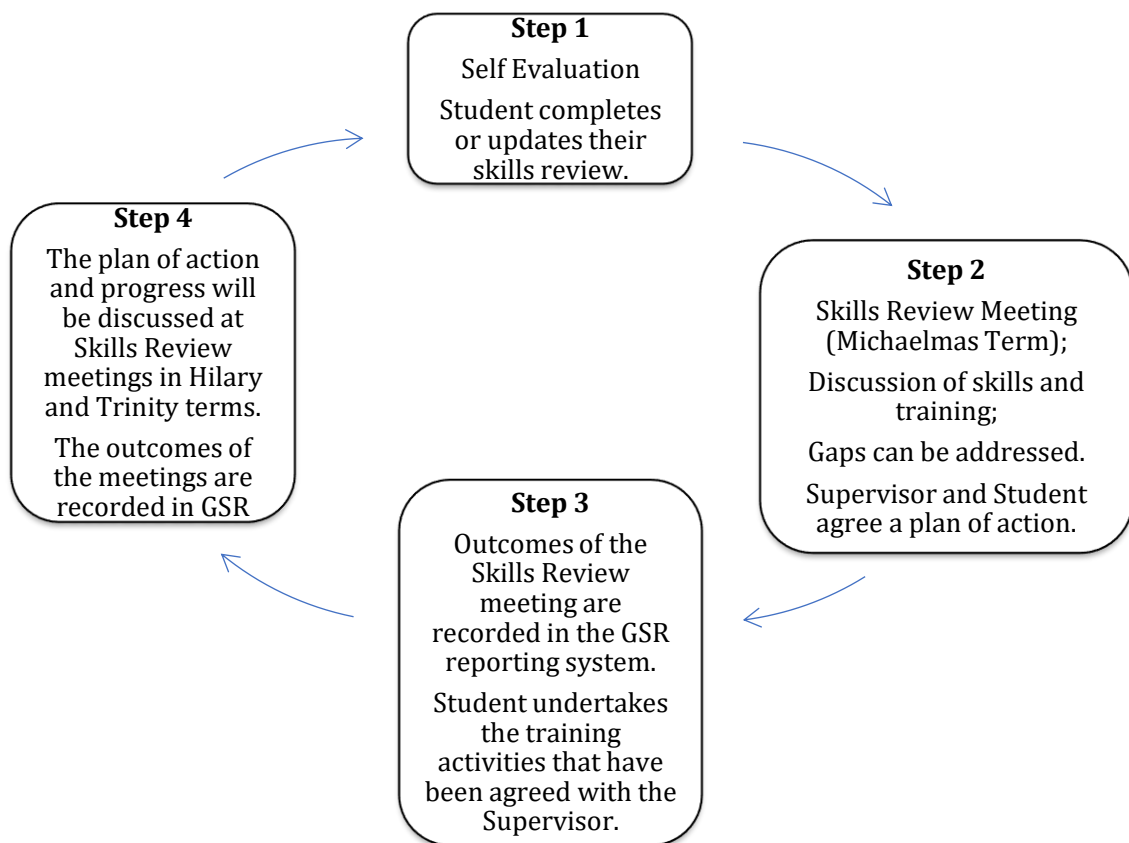 Step 1
Self Evaluation
Student completes
or updates their
skills review.
Step 2
Skills Review Meeting
(Michaelmas Term);
Discussion of skills and
training;
Gaps can be addressed.
Supervisor and Student
agree a plan of action.
Step 3
Outcomes of the
Skills Review
meeting are
recorded in the GSR
reporting system.
Student undertakes
the training
activities that have
been agreed with the
Supervisor.
Step 4
The plan of action
and progress will
be discussed at
Skills Review
meetings in Hilary
and Trinity terms.
The outcomes of
the meetings are
recorded in GSR